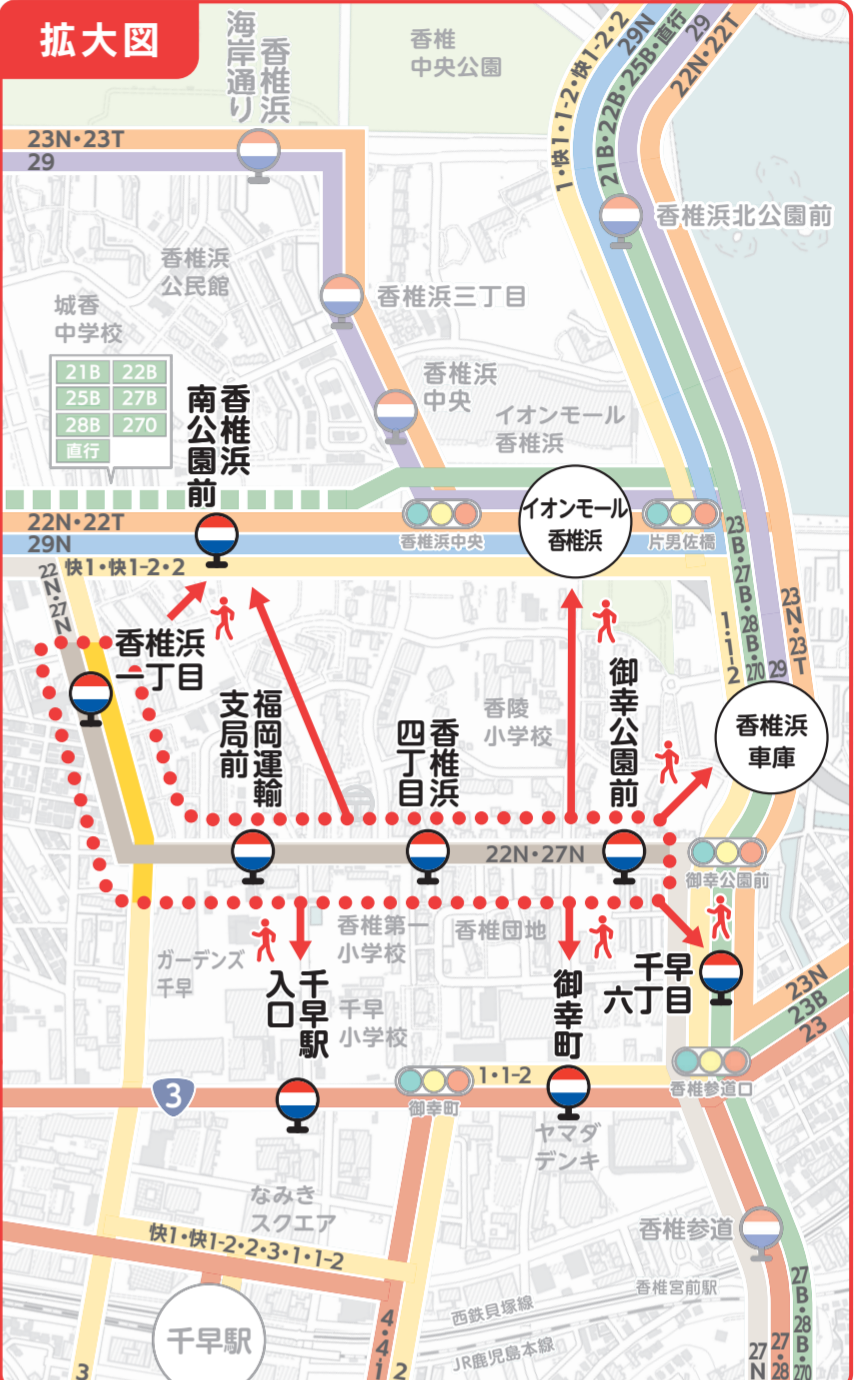 拡大図
香椎浜
海岸通り
香椎
中央公園
1・快1・1-2・快1-2・2
29N
21B・22B・25B・直行
29
22N・22T
23N・23T
29
香椎浜北公園前
香椎浜
公民館
香椎浜三丁目
城香
中学校
21B
22B
25B
27B
28B
270
直行
香椎浜
南公園前
香椎浜
中央
イオンモール
香椎浜
22N・22T
29N
快1・快1-2・2
香椎浜中央
イオンモール
香椎浜
片男佐橋
22N・27N
23B・27B・28B・270
29
23N・23T
1・1-2
香椎浜
一丁目
福岡運輸
支局前
香椎浜
四丁目
香陵
小学校
御幸公園前
香椎浜
車庫
22N・27N
御幸公園前
ガーデンズ
千早
香椎第一
小学校
香椎団地
千早
六丁目
千早駅
入口
千早
小学校
御幸町
23N
23B
23
3
御幸町
1・1-2
香椎参道口
ヤマダ
デンキ
なみき
スクエア
香椎参道
快1・快1-2・2・3・1・1-2
香椎宮前駅
西鉄貝塚線
JR鹿児島本線
千早駅
3
4・4-1
2
27N
27・28
27B・28B・270